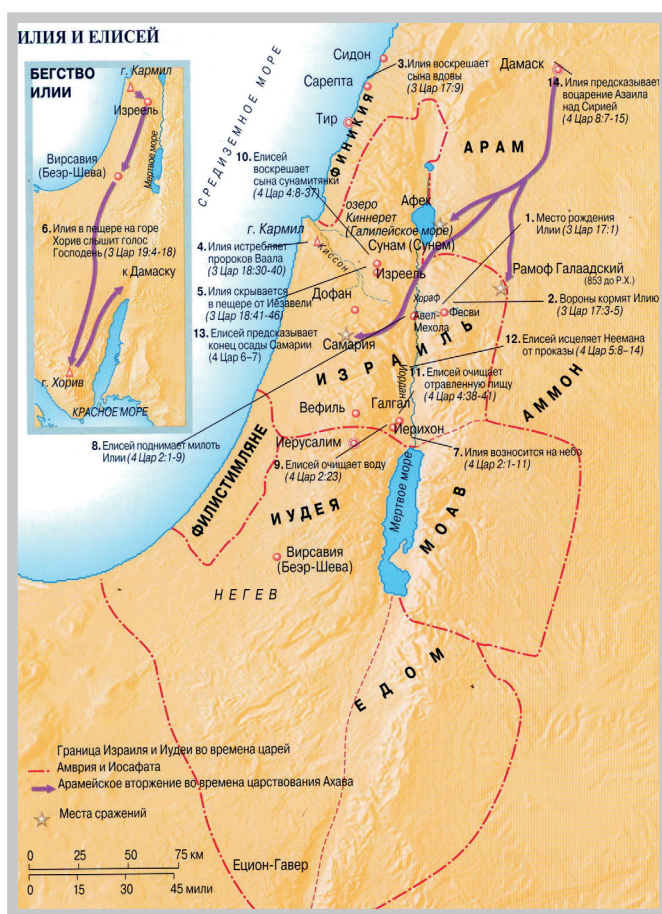 ИЛИЯ И ЕЛИСЕЙ
БЕГСТВО
ИЛИИ
г. Кармил
Изреель
Вирсавия
(Беэр-Шева)
Мертвое море
6. Илия в пещере на горе
Хорив слышит голос
Господень (3 Цар 19:4-18)
к Дамаску
г. Хорив
КРАСНОЕ МОРЕ
СРЕДИЗЕМНОЕ МОРЕ
Сидон
3. Илия воскрешает
сына вдовы
(3 Цар 17:9)
Сарепта
Тир
ФИНИКИЯ
Дамаск
14. Илия предсказывает
воцарение Азаила
над Сирией
(4 Цар 8:7-15)
АРАМ
10. Елисей
воскрешает
сына сунамитянки
(4 Цар 4:8-37)
Афек
озеро
Киннерет
(Галилейское море)
1. Место рождения
Илии (3 Цар 17:1)
г. Кармил
4. Илия истребляет
пророков Ваала
(3 Цар 18:30-40)
Киссон
Сунам (Сунем)
Изреель
Рамоф Галаадский
(853 до Р.Х.)
5. Илия скрывается
в пещере от Иезавели
(3 Цар 18:41-46)
Дофан
Хораф
Фесви
Авел-
Мехола
2. Вороны кормят Илию
(3 Цар 17:3-5)
13. Елисей предсказывает
конец осады Самарии
(4 Цар 6–7)
Самария
12. Елисей исцеляет Неемана
от проказы (4 Цар 5:8–14)
ИЗРАИЛЬ
Иордан
11. Елисей очищает
отравленную пищу
(4 Цар 4:38-41)
АММОН
Вефиль
Галгал
Иерихон
8. Елисей поднимает милоть
Илии (4 Цар 2:1-9)
Иерусалим
9. Елисей очищает воду
(4 Цар 2:23)
7. Илия возносится на небо
(4 Цар 2:1-11)
ФИЛИСТИМЛЯНЕ
ИУДЕЯ
Мертвое море
МОАВ
Вирсавия
(Беэр-Шева)
НЕГЕВ
ЕДОМ
Граница Израиля и Иудеи во времена царей
Амврия и Иосафата
Арамейское вторжение во времена царствования Ахава
Места сражений
0 25 50 75 км
0 15 30 45 мили
Ецион-Гавер